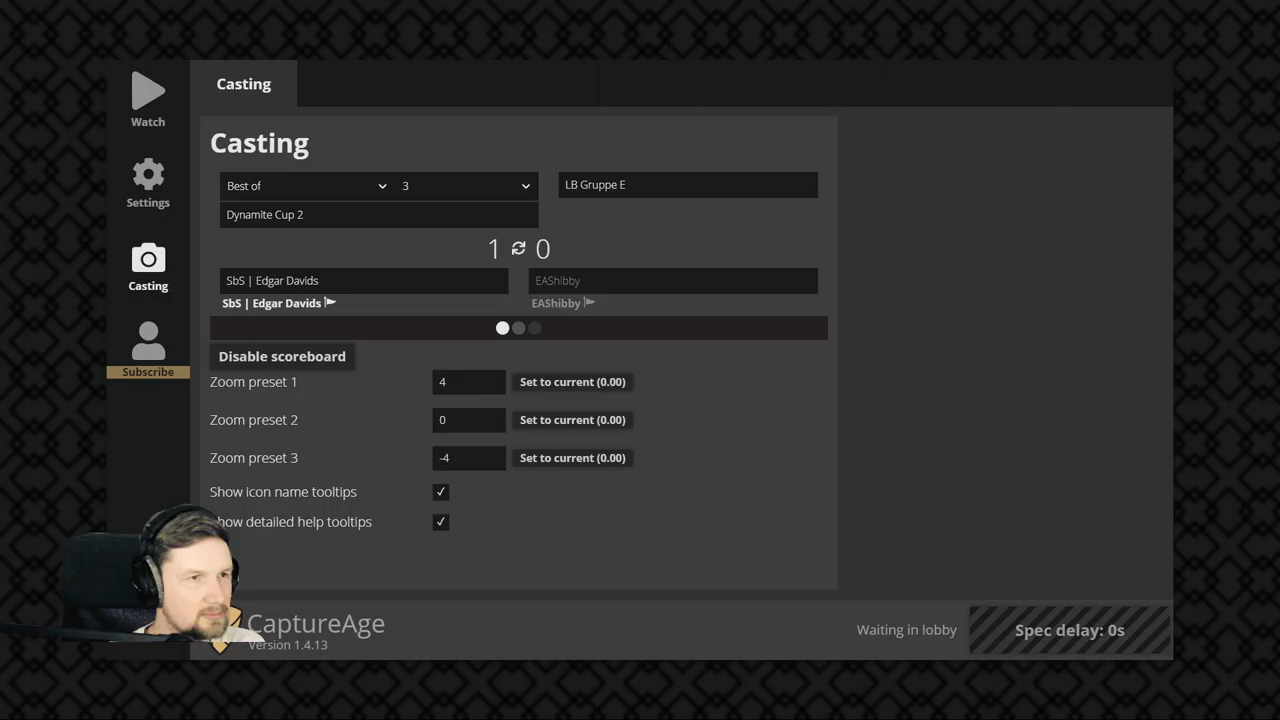 Watch
Settings
Casting
Subscribe
Casting
Casting
Best of
3
LB Gruppe E
Dynamite Cup 2
1 0
SbS | Edgar Davids
EAShibby
SbS | Edgar Davids
EAShibby
Disable scoreboard
Zoom preset 1
4
Set to current (0.00)
Zoom preset 2
0
Set to current (0.00)
Zoom preset 3
-4
Set to current (0.00)
Show icon name tooltips
how detailed help tooltips
CaptureAge
Version 1.4.13
Waiting in lobby
Spec delay: 0s